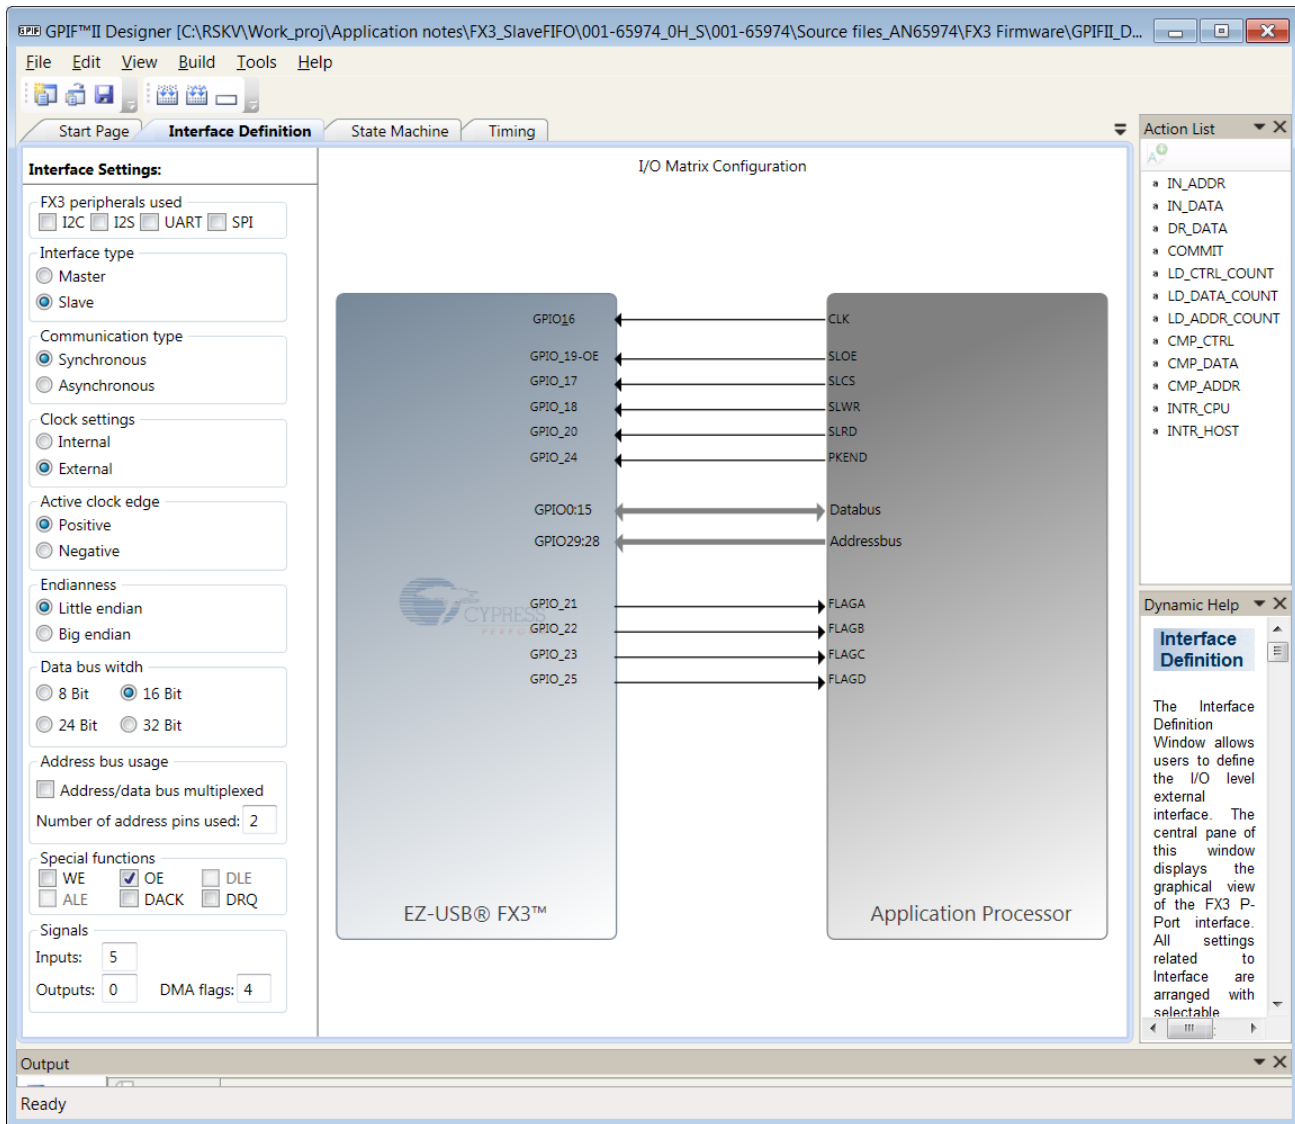 GPIF GPIF™II Designer [C:\RSKV\Work_proj\Application notes\FX3_SlaveFIFO\001-65974_0H_S\001-65974\Source files_AN65974\FX3 Firmware\GPIFII_D...
File Edit View Build Tools Help
Start Page Interface Definition State Machine Timing
Interface Settings:
FX3 peripherals used
I2C I2S UART SPI
Interface type
Master
Slave
Communication type
Synchronous
Asynchronous
Clock settings
Internal
External
Active clock edge
Positive
Negative
Endianness
Little endian
Big endian
Data bus witdh
8 Bit 16 Bit
24 Bit 32 Bit
Address bus usage
Address/data bus multiplexed
Number of address pins used: 2
Special functions
WE OE DLE
ALE DACK DRQ
Signals
Inputs: 5
Outputs: 0 DMA flags: 4
I/O Matrix Configuration
GPIO16 CLK
GPIO_19-OE SLOE
GPIO_17 SLCS
GPIO_18 SLWR
GPIO_20 SLRD
GPIO_24 PKEND
GPIO0:15 Databus
GPIO29:28 Addressbus
GPIO_21 FLAGA
CYPRESS
GPIO_22 FLAGB
GPIO_23 FLAGC
GPIO_25 FLAGD
EZ-USB® FX3™ Application Processor
Action List
IN_ADDR
IN_DATA
DR_DATA
COMMIT
LD_CTRL_COUNT
LD_DATA_COUNT
LD_ADDR_COUNT
CMP_CTRL
CMP_DATA
CMP_ADDR
INTR_CPU
INTR_HOST
Dynamic Help
Interface
Definition
The Interface
Definition
Window allows
users to define
the I/O level
external
interface. The
central pane of
this window
displays the
graphical view
of the FX3 P-
Port interface.
All settings
related to
Interface are
arranged with
selectable
Output
Ready